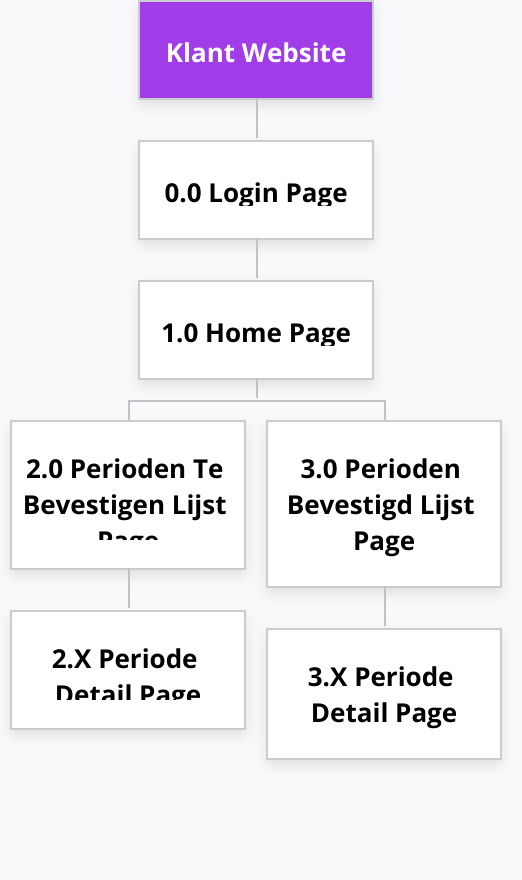 Klant Website
0.0 Login Page
1.0 Home Page
2.0 Perioden Te
Bevestigen Lijst
Page
3.0 Perioden
Bevestigd Lijst
Page
2.X Periode
Detail Page
3.X Periode
Detail Page